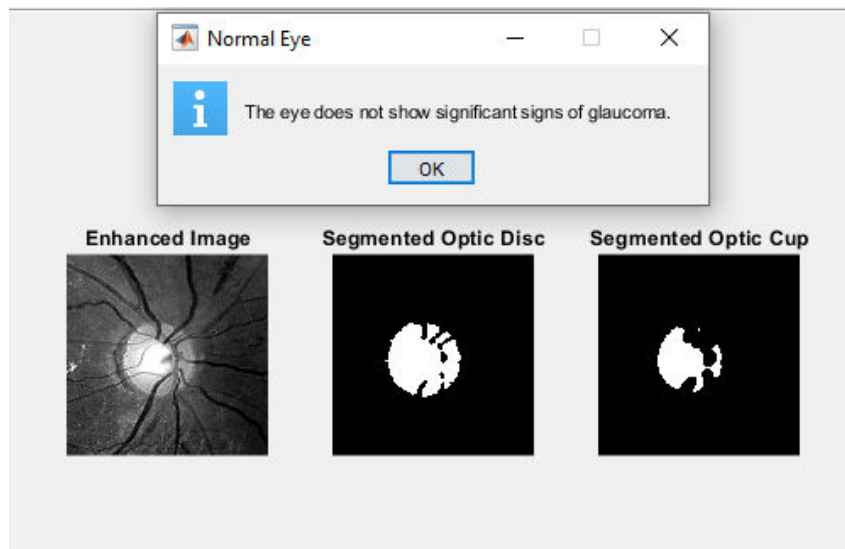 Normal Eye
The eye does not show significant signs of glaucoma.
OK
Enhanced Image
Segmented Optic Disc
Segmented Optic Cup